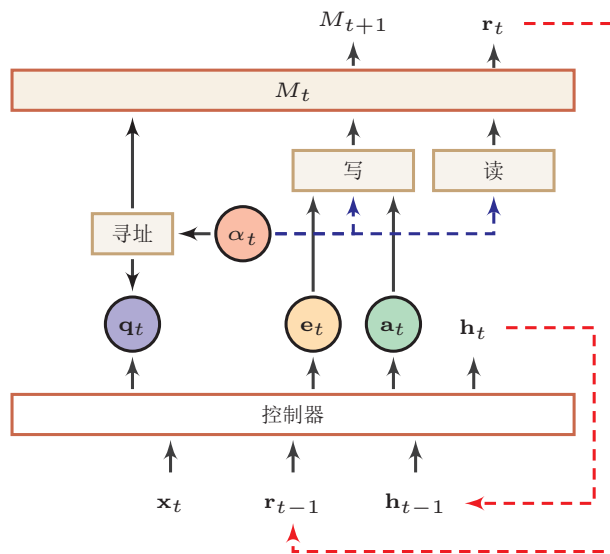 M_{t+1} r_t
M_t
写 读
寻址 α_t
q_t e_t a_t h_t
控制器
x_t r_{t−1} h_{t−1}